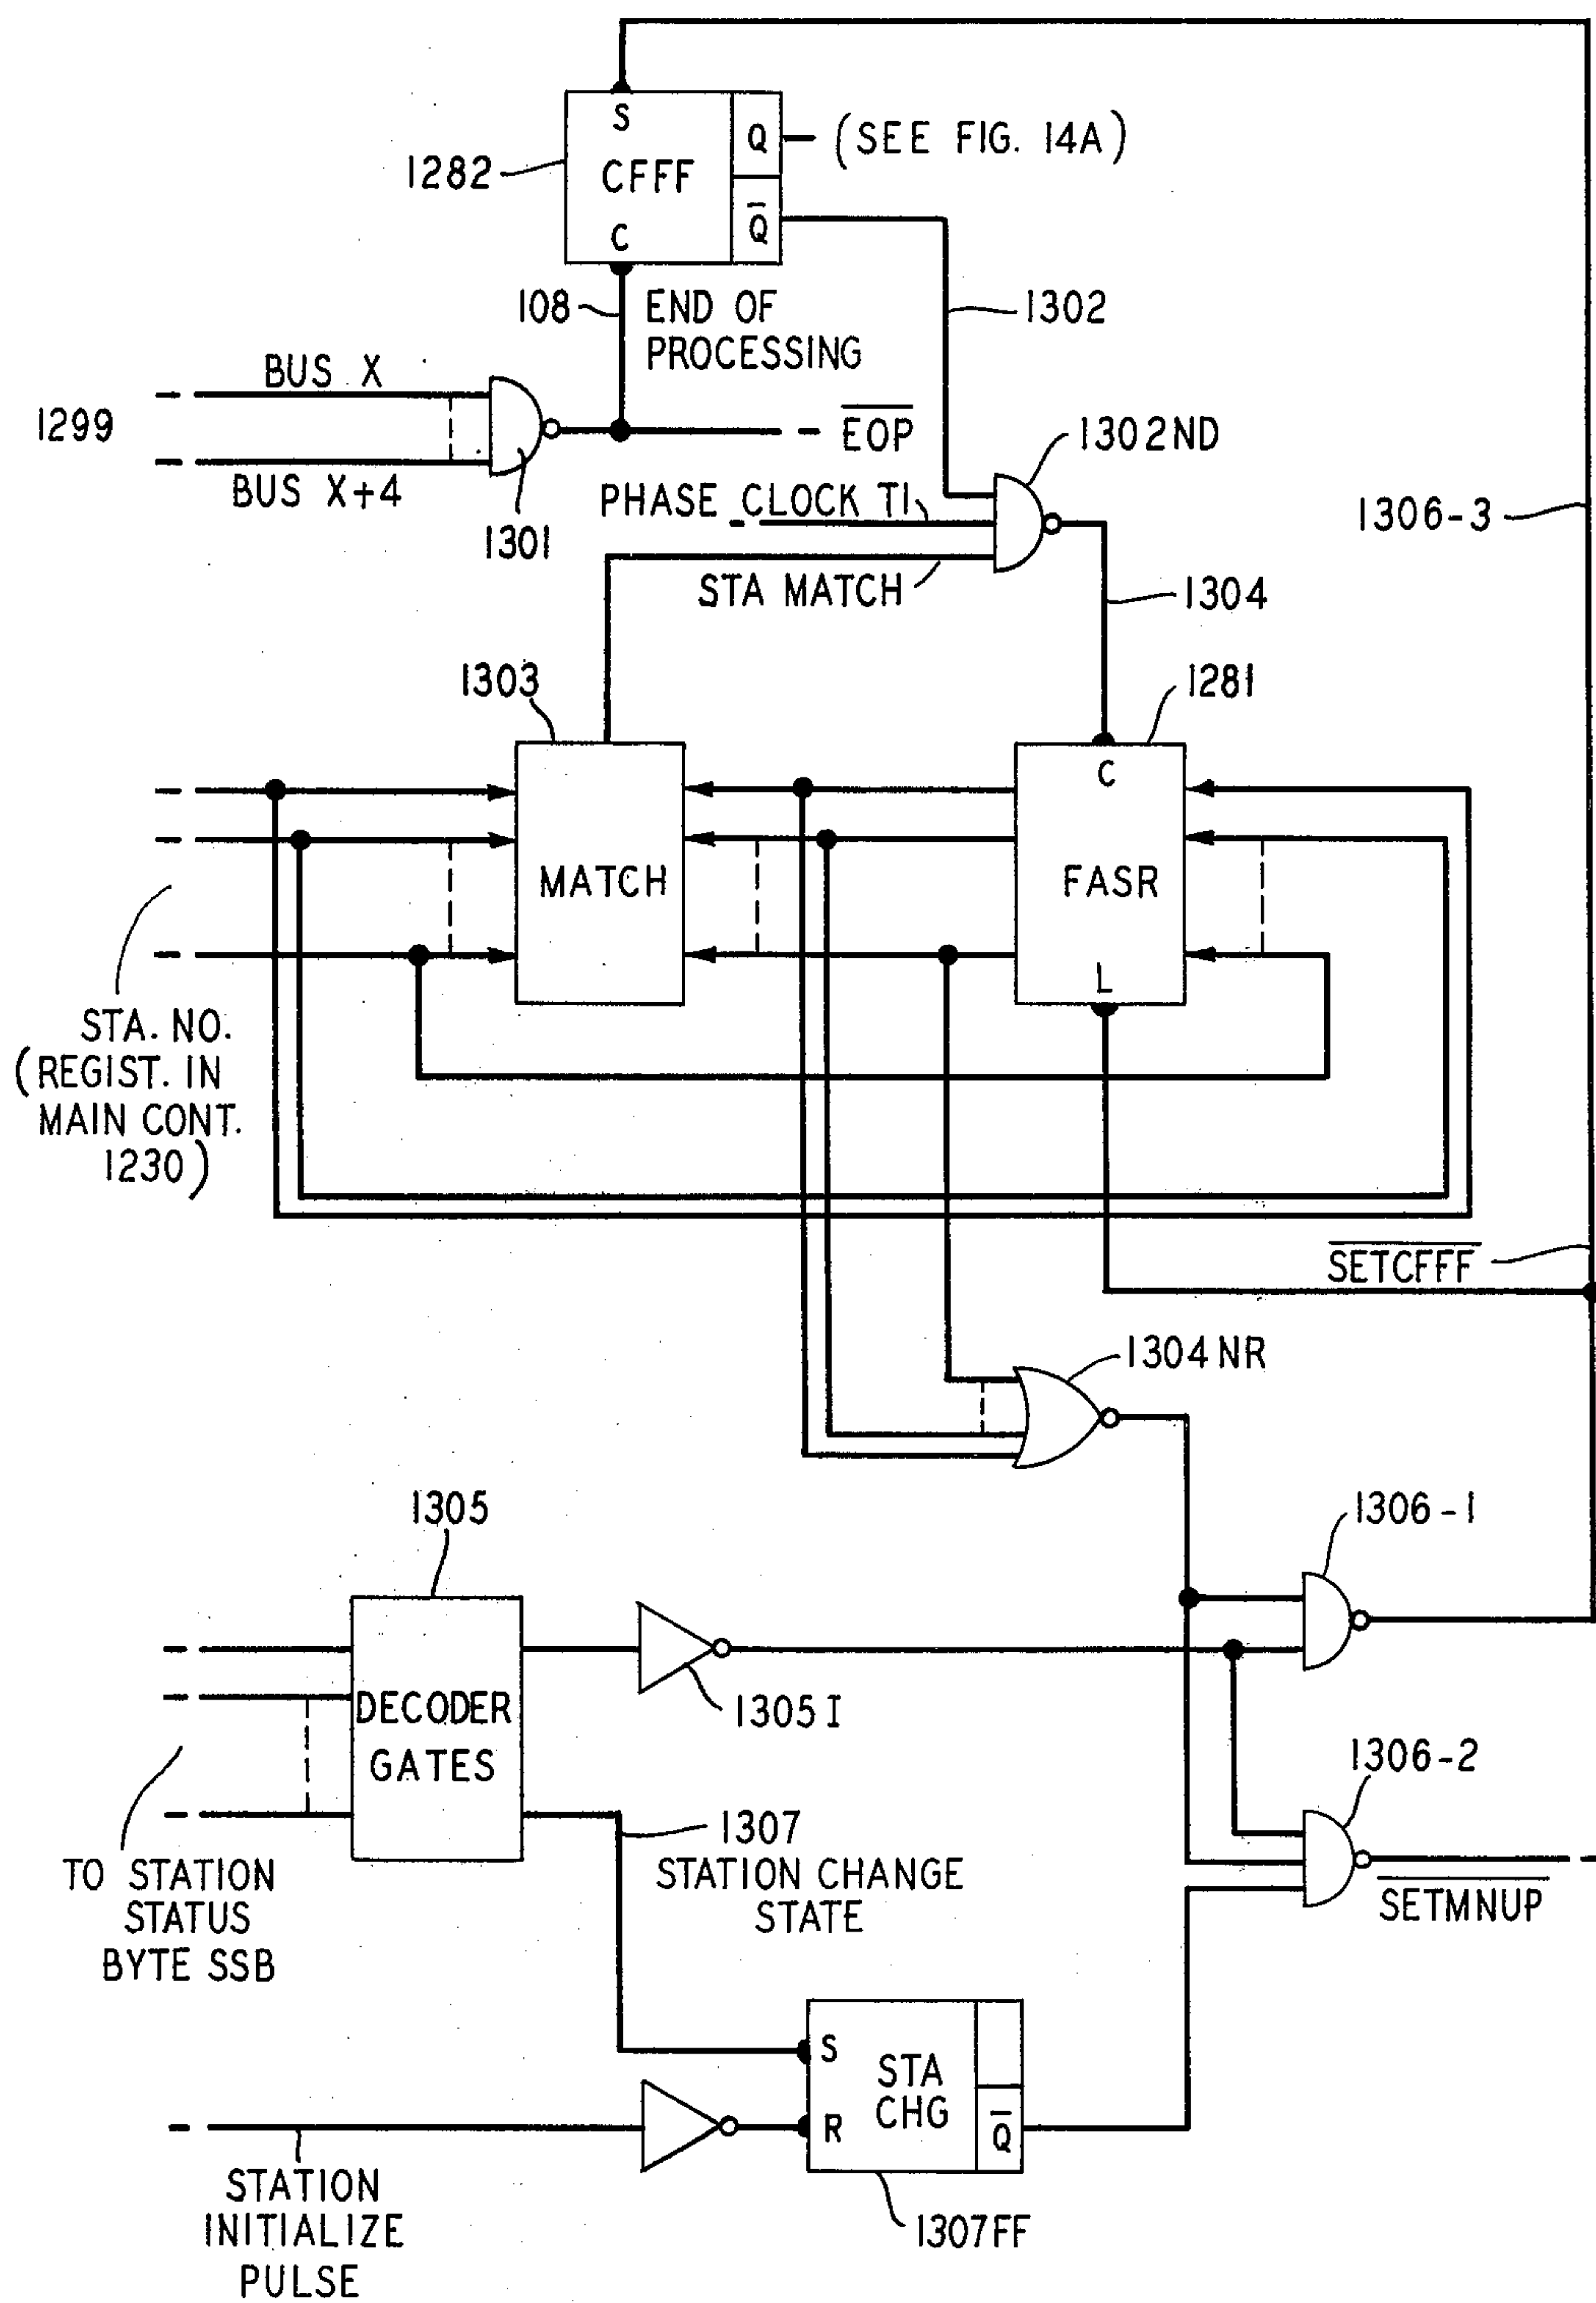 S
Q
(SEE FIG. 14A)
1282
CFFF
Q̅
C
108
END OF
PROCESSING
1302
BUS X
1299
E̅O̅P̅
1302ND
BUS X+4
PHASE CLOCK T1
1306-3
1301
STA MATCH
1304
1303
1281
C
MATCH
FASR
L
STA. NO.
(REGIST. IN
MAIN CONT.
1230)
S̅E̅T̅C̅F̅F̅F̅
1304NR
1305
1306-1
DECODER
GATES
1305I
1306-2
1307
STATION CHANGE
STATE
TO STATION
STATUS
BYTE SSB
S̅E̅T̅M̅N̅U̅P̅
S
STA
CHG
R
Q̅
STATION
INITIALIZE
PULSE
1307FF